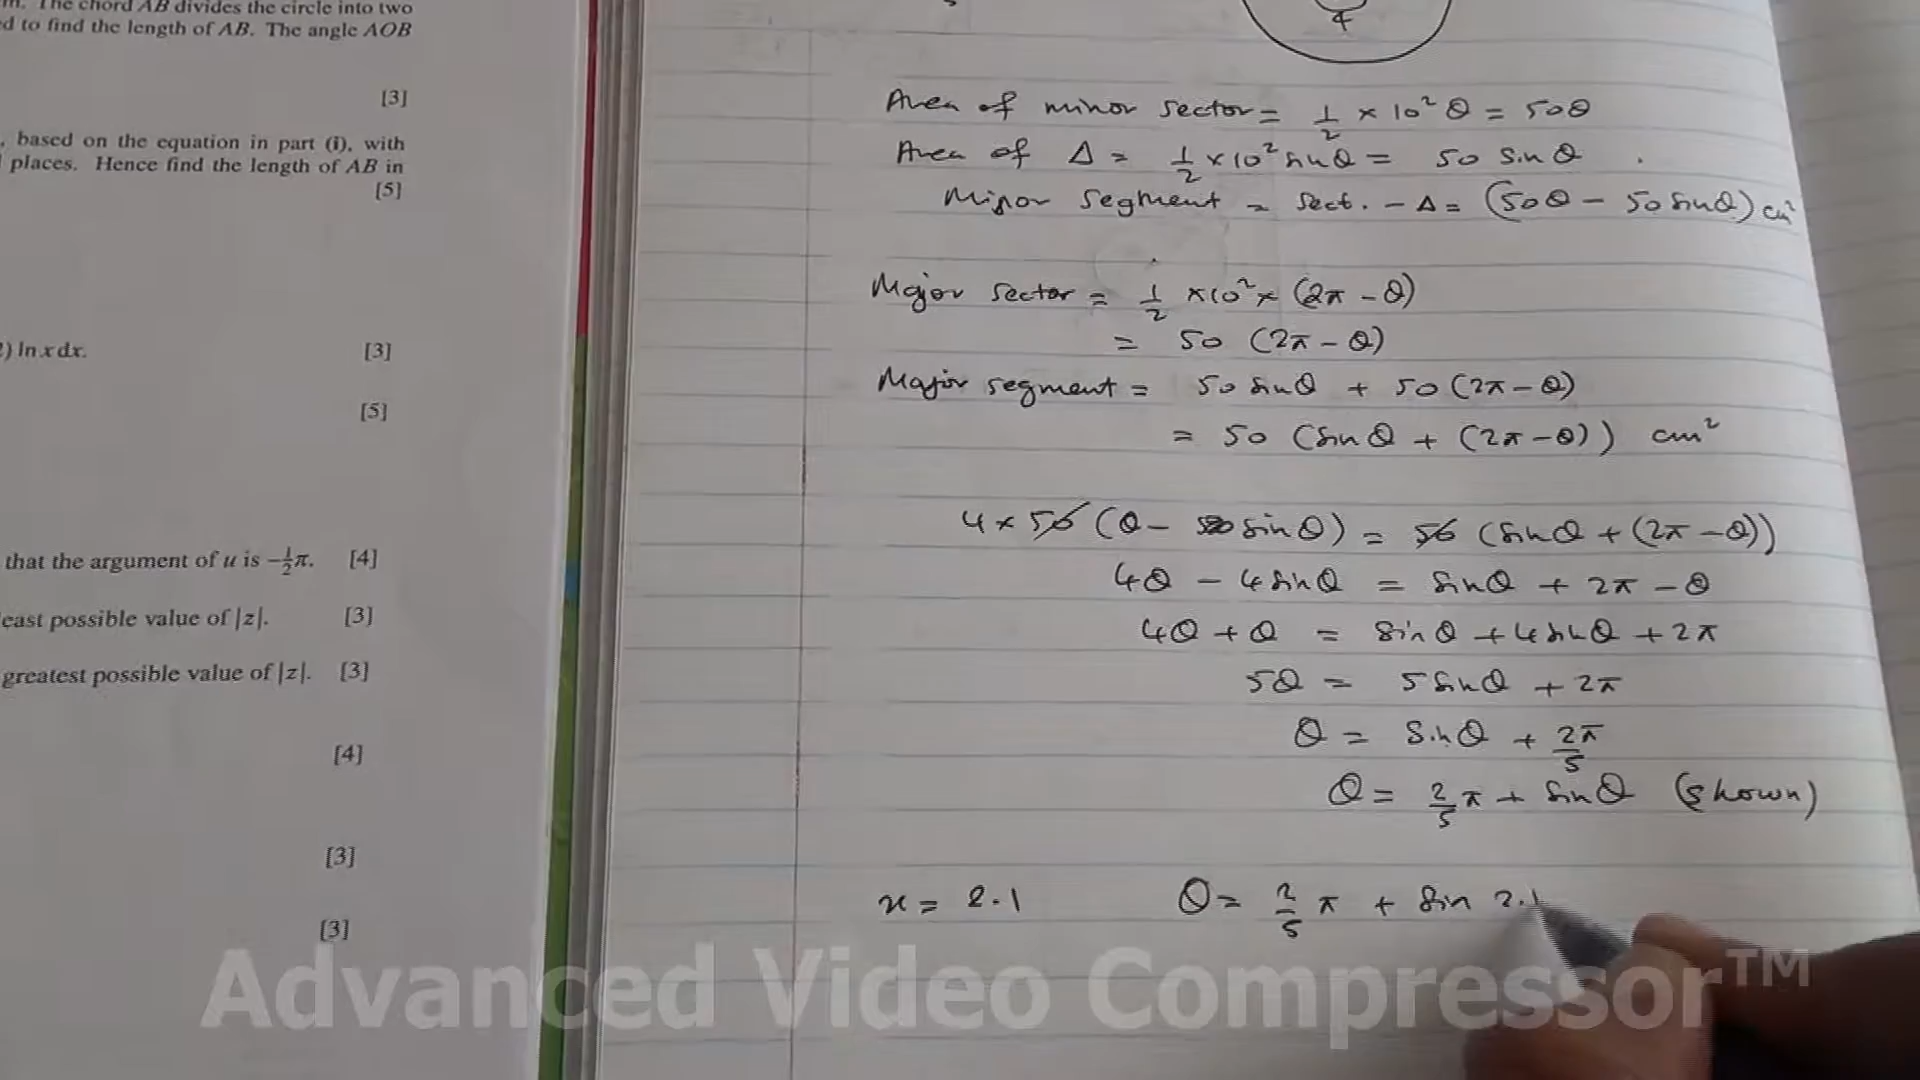 The chord AB divides the circle into two
d to find the length of AB. The angle AOB
[3]
, based on the equation in part (i), with
places. Hence find the length of AB in
[5]
) ln x dx. [3]
[5]
that the argument of u is −½π. [4]
east possible value of |z|. [3]
greatest possible value of |z|. [3]
[4]
[3]
[3]
4
Area of minor sector = 1/2 × 10² θ = 50θ
Area of Δ = 1/2 × 10² sin θ = 50 sin θ
Minor segment = sect. − Δ = (50θ − 50 sin θ) cm²
Major sector = 1/2 × 10² × (2π − θ)
= 50 (2π − θ)
Major segment = 50 sin θ + 50 (2π − θ)
= 50 (sin θ + (2π − θ)) cm²
4 × 50 (θ − sin θ) = 50 (sin θ + (2π − θ))
4θ − 4 sin θ = sin θ + 2π − θ
4θ + θ = sin θ + 4 sin θ + 2π
5θ = 5 sin θ + 2π
θ = sin θ + 2π/5
θ = 2/5 π + sin θ (shown)
x = 2.1 θ = 2/5 π + sin 2.1
Advanced Video Compressor™